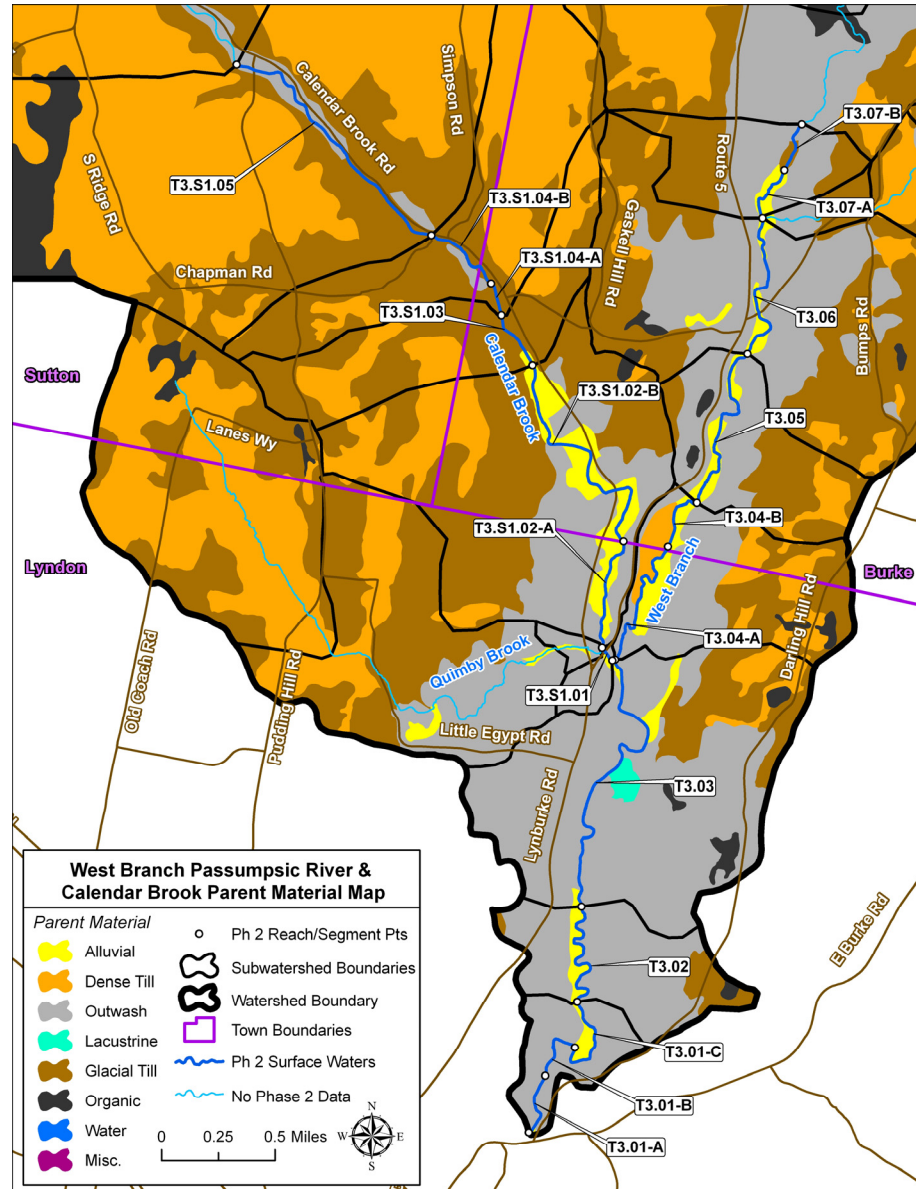 T3.07-B
Simpson Rd
Calendar Brook Rd
Route 5
T3.S1.05
S Ridge Rd
T3.S1.04-B
T3.07-A
Gaskell Hill Rd
T3.S1.04-A
Chapman Rd
T3.S1.03
T3.06
Bumps Rd
Calendar Brook
Sutton
T3.S1.02-B
Lanes Wy
T3.05
T3.S1.02-A
T3.04-B
Lyndon
Burke
West Branch
Darling Hill Rd
T3.04-A
Old Coach Rd
Pudding Hill Rd
Quimby Brook
T3.S1.01
Little Egypt Rd
T3.03
Lynburke Rd
E Burke Rd
T3.02
T3.01-C
T3.01-B
T3.01-A
West Branch Passumpsic River &
Calendar Brook Parent Material Map
Parent Material
Alluvial
Dense Till
Outwash
Lacustrine
Glacial Till
Organic
Water
Misc.
Ph 2 Reach/Segment Pts
Subwatershed Boundaries
Watershed Boundary
Town Boundaries
Ph 2 Surface Waters
No Phase 2 Data
0 0.25 0.5 Miles
N
W E
S